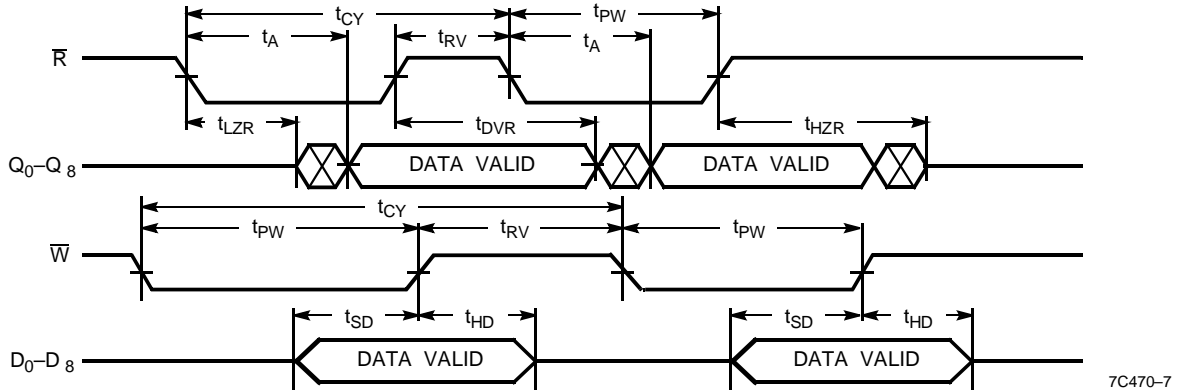 tCY tPW
tA tRV tA
R̅
tLZR tDVR tHZR
Q0–Q8 DATA VALID DATA VALID
tCY
tPW tRV tPW
W̅
tSD tHD tSD tHD
D0–D8 DATA VALID DATA VALID
7C470–7